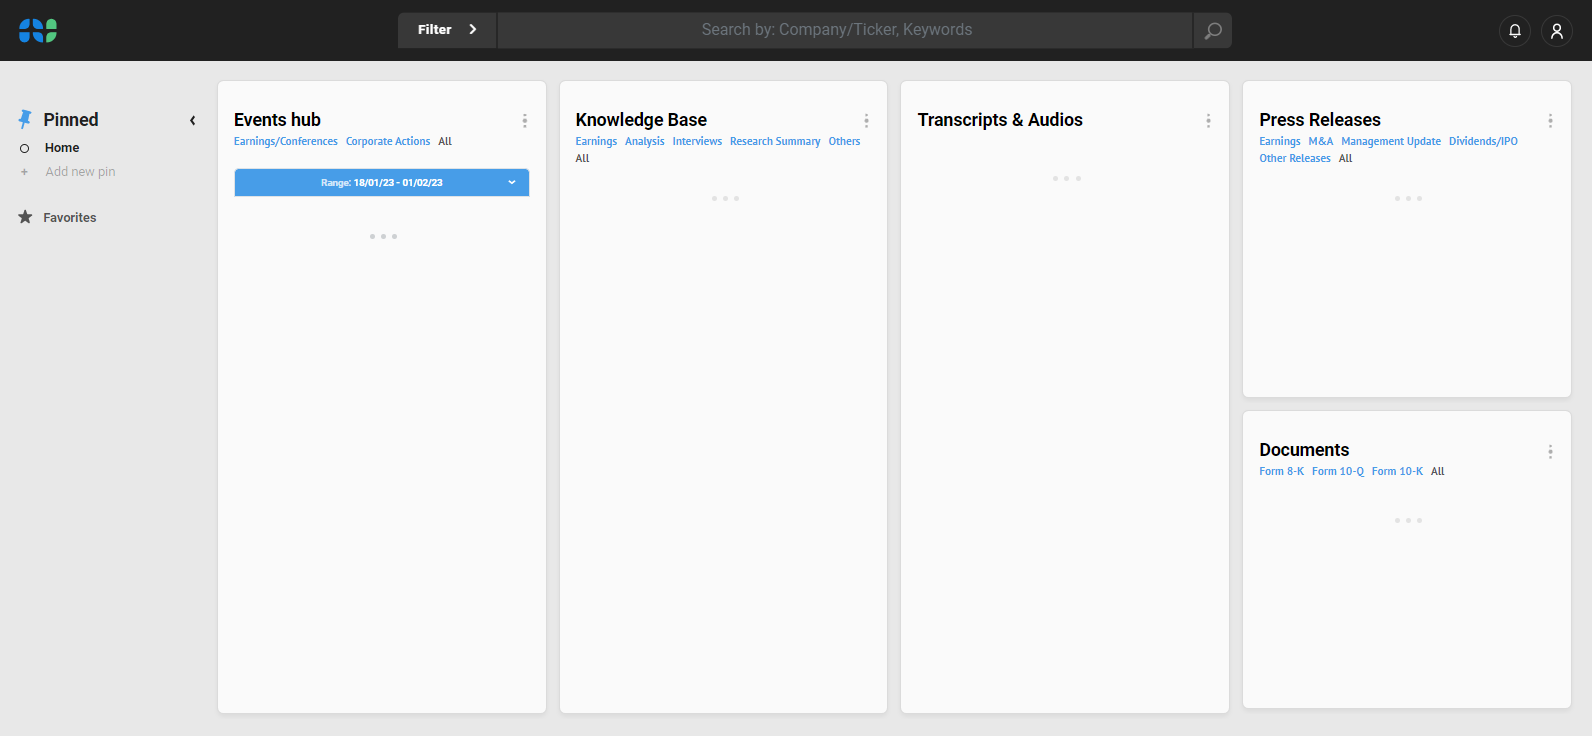 Filter
Search by: Company/Ticker, Keywords
Pinned
Home
+ Add new pin
Favorites
Events hub
Earnings/Conferences Corporate Actions All
Range: 18/01/23 - 01/02/23
Knowledge Base
Earnings Analysis Interviews Research Summary Others
All
Transcripts & Audios
Press Releases
Earnings M&A Management Update Dividends/IPO
Other Releases All
Documents
Form 8-K Form 10-Q Form 10-K All